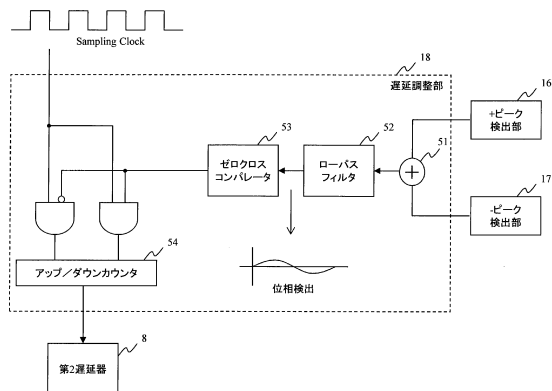 Sampling Clock
18
遅延調整部
16
+ピーク
検出部
53
ゼロクロス
コンパレータ
52
ローパス
フィルタ
51
+
17
-ピーク
検出部
54
アップ/ダウンカウンタ
位相検出
8
第2遅延器